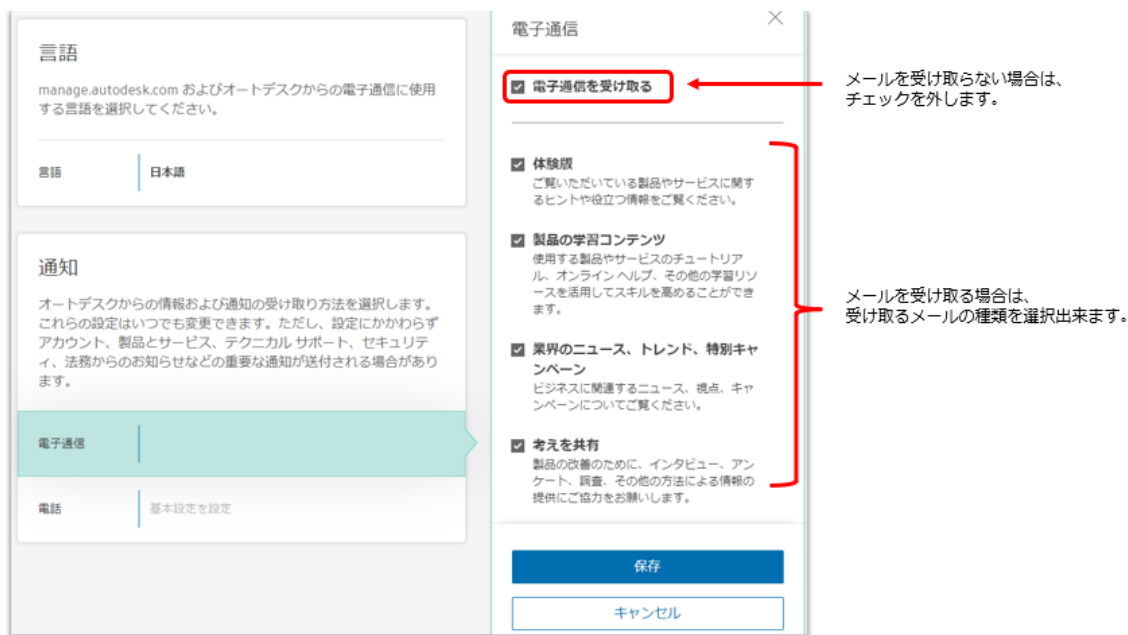 言語
manage.autodesk.com およびオートデスクからの電子通信に使用
する言語を選択してください。
言語
日本語
通知
オートデスクからの情報および通知の受け取り方法を選択します。
これらの設定はいつでも変更できます。ただし、設定にかかわらず
アカウント、製品とサービス、テクニカル サポート、セキュリテ
ィ、法務からのお知らせなどの重要な通知が送付される場合があり
ます。
電子通信
電話
基本設定を設定
電子通信
電子通信を受け取る
体験版
ご覧いただいている製品やサービスに関す
るヒントや役立つ情報をご覧ください。
製品の学習コンテンツ
使用する製品やサービスのチュートリア
ル、オンライン ヘルプ、その他の学習リソ
ースを活用してスキルを高めることができ
ます。
業界のニュース、トレンド、特別キャ
ンペーン
ビジネスに関連するニュース、視点、キャ
ンペーンについてご覧ください。
考えを共有
製品の改善のために、インタビュー、アン
ケート、調査、その他の方法による情報の
提供にご協力をお願いします。
保存
キャンセル
メールを受け取らない場合は、
チェックを外します。
メールを受け取る場合は、
受け取るメールの種類を選択出来ます。